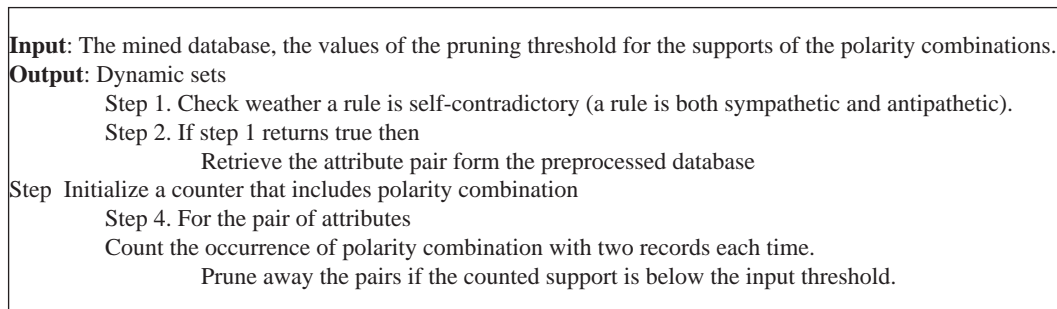 Input: The mined database, the values of the pruning threshold for the supports of the polarity combinations.
Output: Dynamic sets
Step 1. Check weather a rule is self-contradictory (a rule is both sympathetic and antipathetic).
Step 2. If step 1 returns true then
Retrieve the attribute pair form the preprocessed database
Step  Initialize a counter that includes polarity combination
Step 4. For the pair of attributes
Count the occurrence of polarity combination with two records each time.
Prune away the pairs if the counted support is below the input threshold.